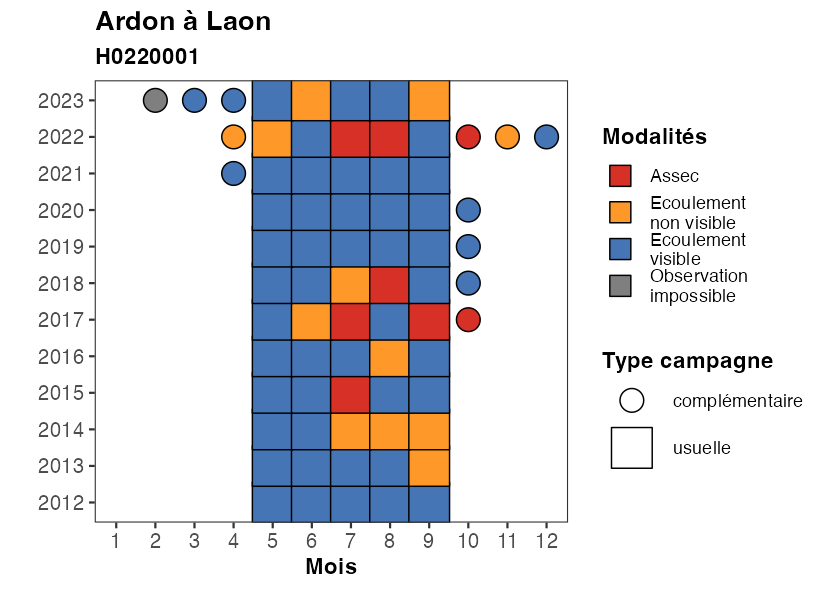 Ardon à Laon
H0220001
2023
2022
2021
2020
2019
2018
2017
2016
2015
2014
2013
2012
1 2 3 4 5 6 7 8 9 10 11 12
Mois
Modalités
Assec
Ecoulement
non visible
Ecoulement
visible
Observation
impossible
Type campagne
complémentaire
usuelle